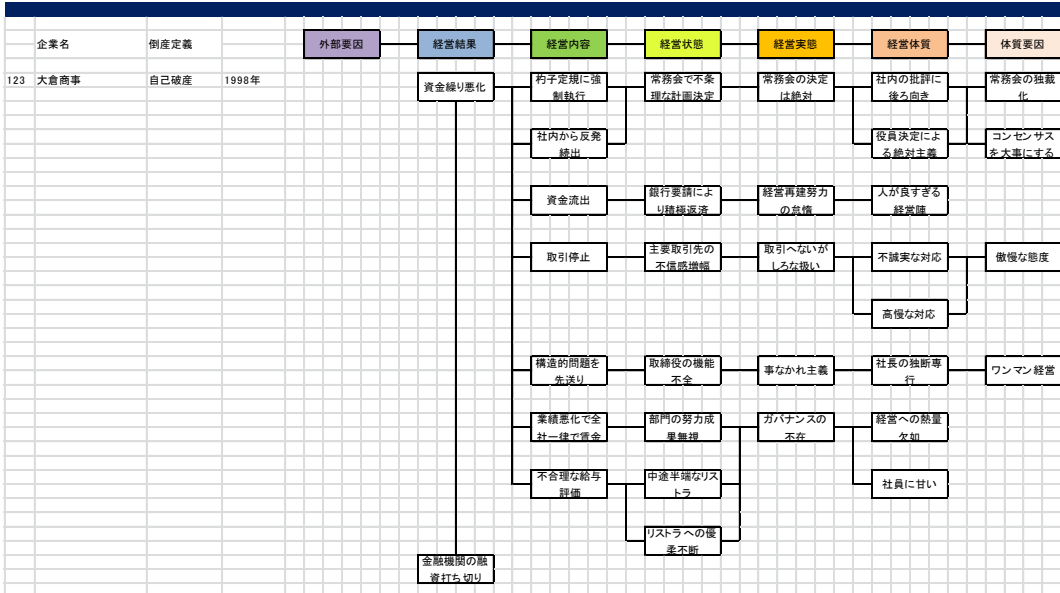 企業名 倒産定義
外部要因 経営結果 経営内容 経営状態 経営実態 経営体質 体質要因
123 大倉商事 自己破産 1998年
資金繰り悪化
杓子定規に強
制執行
常務会で不条
理な計画決定
常務会の決定
は絶対
社内の批評に
後ろ向き
常務会の独裁
化
社内から反発
続出
役員決定によ
る絶対主義
コンセンサス
を大事にする
資金流出
銀行要請によ
り積極返済
経営再建努力
の怠惰
人が良すぎる
経営陣
取引停止
主要取引先の
不信感増幅
取引へないが
しろな扱い
不誠実な対応
傲慢な態度
高慢な対応
構造的問題を
先送り
取締役の機能
不全
事なかれ主義
社長の独断専
行
ワンマン経営
業績悪化で全
社一律で賃金
部門の努力成
果無視
ガバナンスの
不在
経営への熱量
欠如
不合理な給与
評価
中途半端なリス
トラ
社員に甘い
リストラへの優
柔不断
金融機関の融
資打ち切り